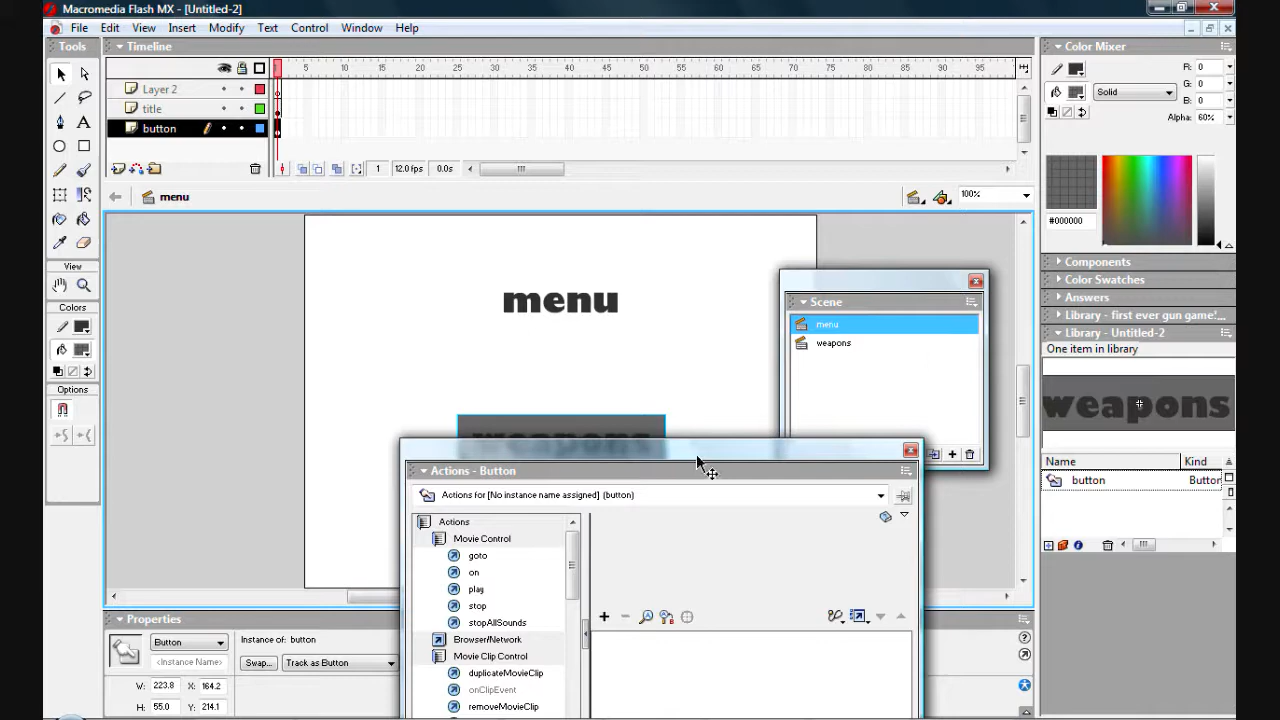 Macromedia Flash MX - [Untitled-2]
File Edit View Insert Modify Text Control Window Help
Tools
Timeline
Color Mixer
5 10 15 20 25 30 35 40 45 50 55 60 65 70 75 80 85 90 95
Layer 2
title
button
1 12.0 fps 0.0s
R: 0
G: 0
B: 0
Solid
Alpha: 60%
#000000
menu
100%
View
Colors
Options
menu
weapons
Scene
menu
weapons
Components
Color Swatches
Answers
Library - first ever gun game!...
Library - Untitled-2
One item in library
weapons
Name Kind
button Button
Actions - Button
Actions for [No instance name assigned] (button)
Actions
Movie Control
goto
on
play
stop
stopAllSounds
Browser/Network
Movie Clip Control
duplicateMovieClip
onClipEvent
removeMovieClip
Properties
Button
Instance of: button
<Instance Name>
Swap...
Track as Button
W: 223.8 X: 164.2
H: 55.0 Y: 214.1